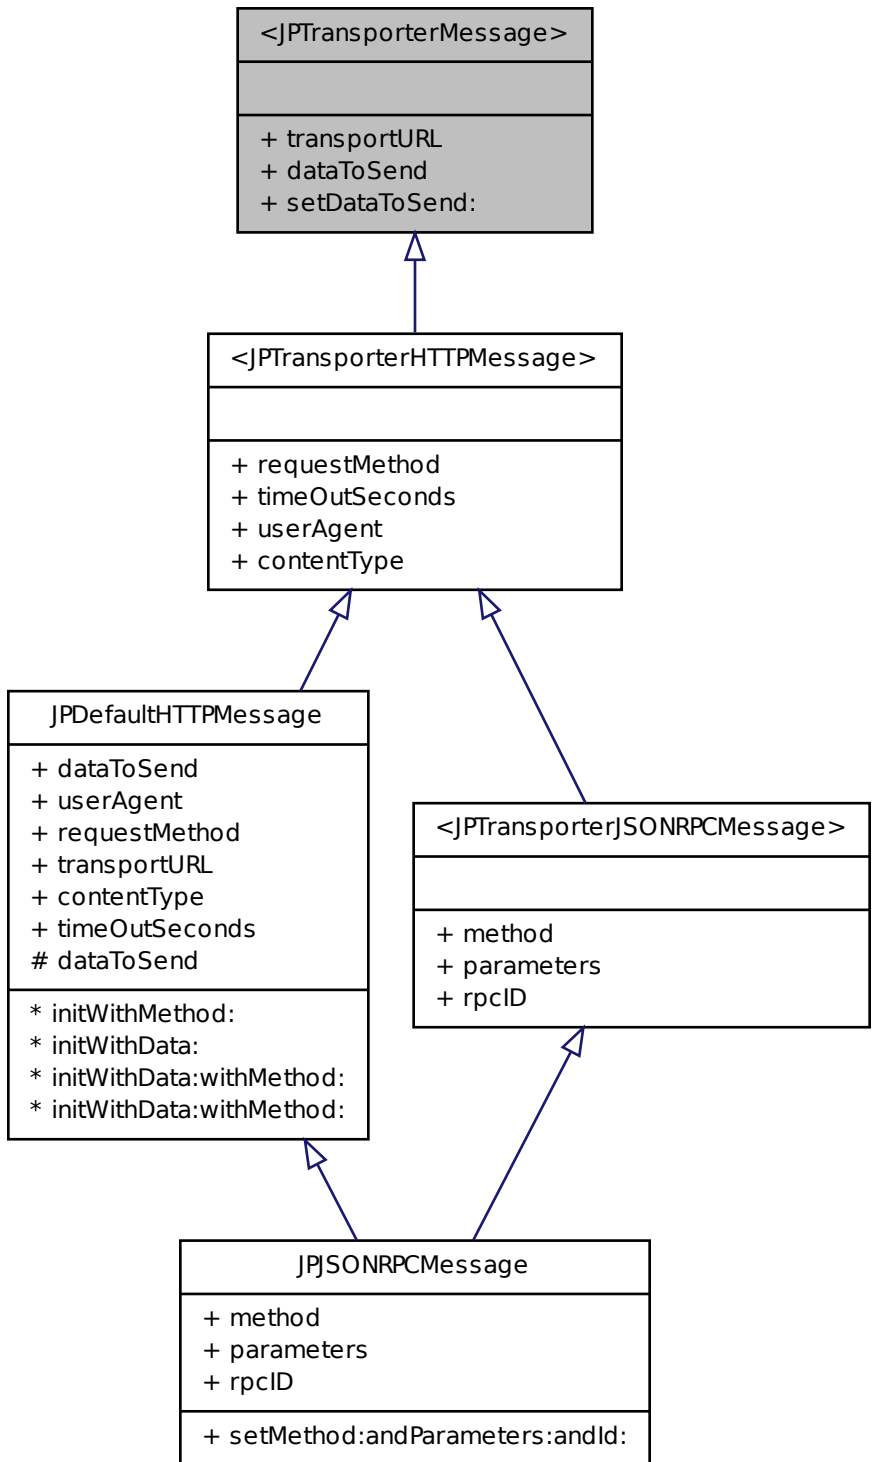 <JPTransporterMessage>
+ transportURL
+ dataToSend
+ setDataToSend:
<JPTransporterHTTPMessage>
+ requestMethod
+ timeOutSeconds
+ userAgent
+ contentType
JPDefaultHTTPMessage
+ dataToSend
+ userAgent
+ requestMethod
+ transportURL
+ contentType
+ timeOutSeconds
# dataToSend
* initWithMethod:
* initWithData:
* initWithData:withMethod:
* initWithData:withMethod:
<JPTransporterJSONRPCMessage>
+ method
+ parameters
+ rpcID
JPJSONRPCMessage
+ method
+ parameters
+ rpcID
+ setMethod:andParameters:andId: